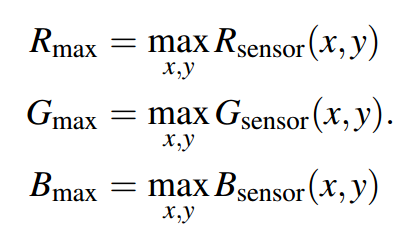 R_max = max_{x,y} R_sensor(x,y)
G_max = max_{x,y} G_sensor(x,y).
B_max = max_{x,y} B_sensor(x,y)